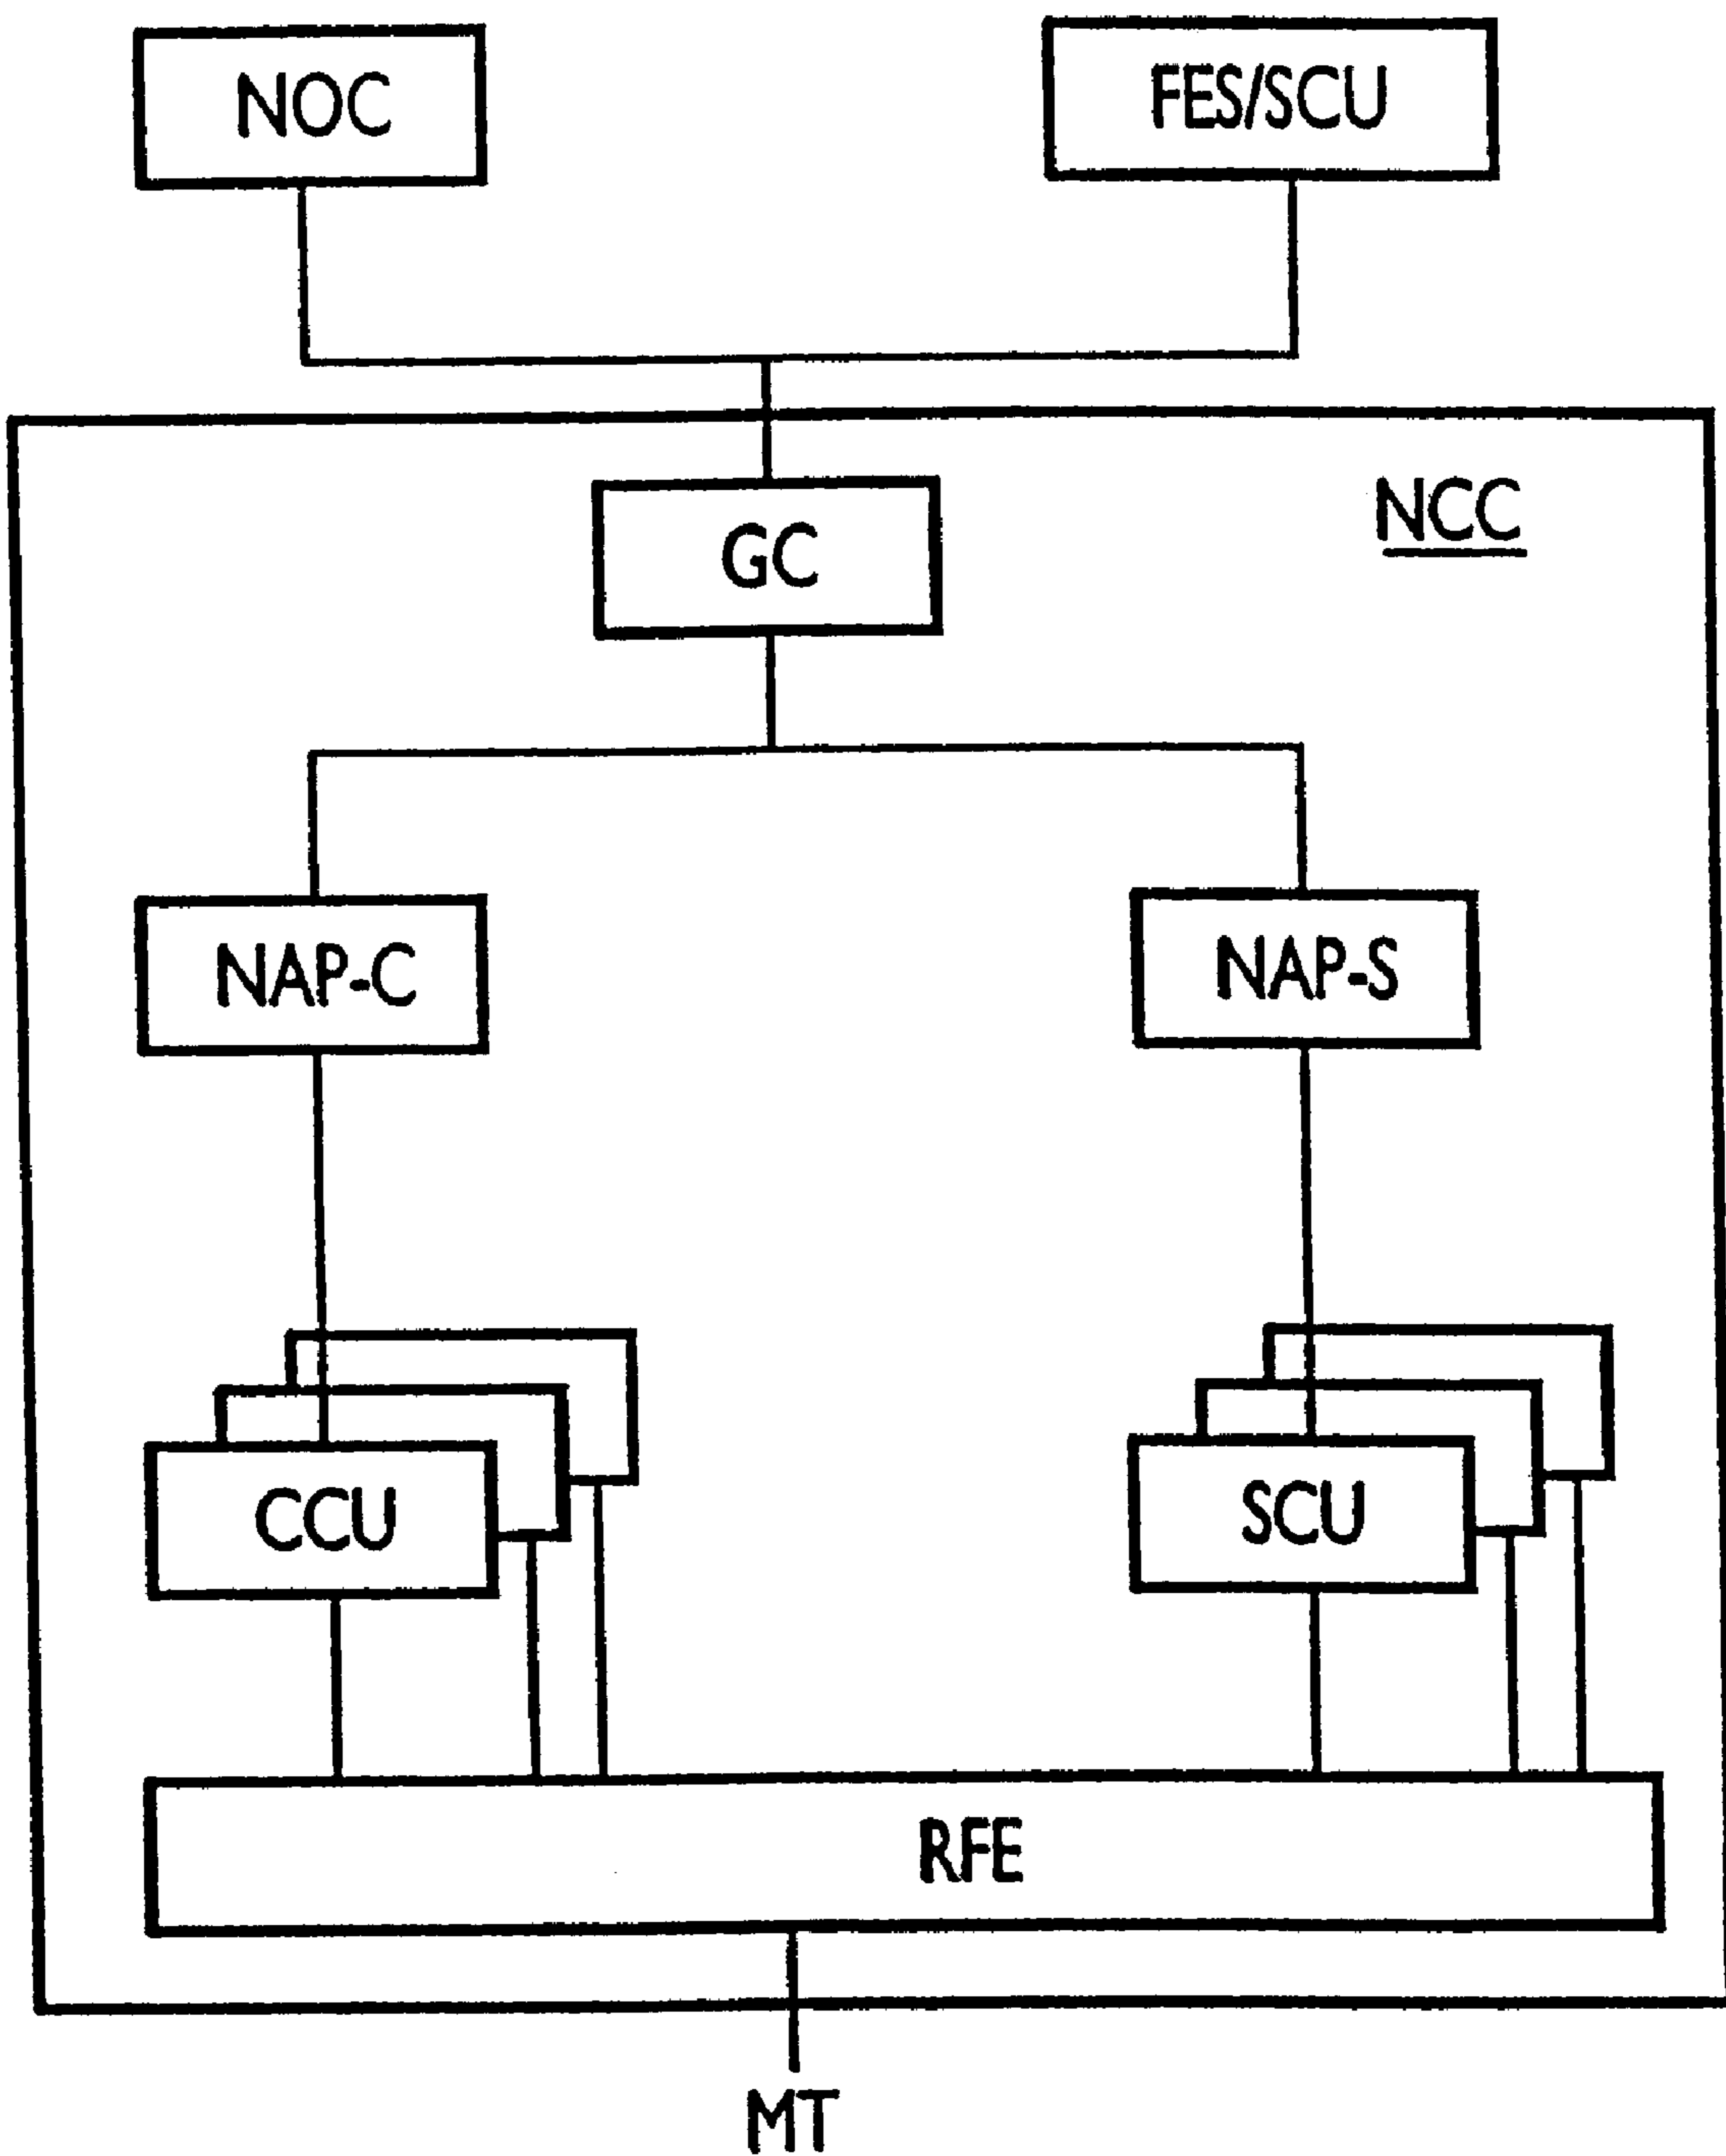 NOC
FES/SCU
NCC
GC
NAP-C
NAP-S
CCU
SCU
RFE
MT